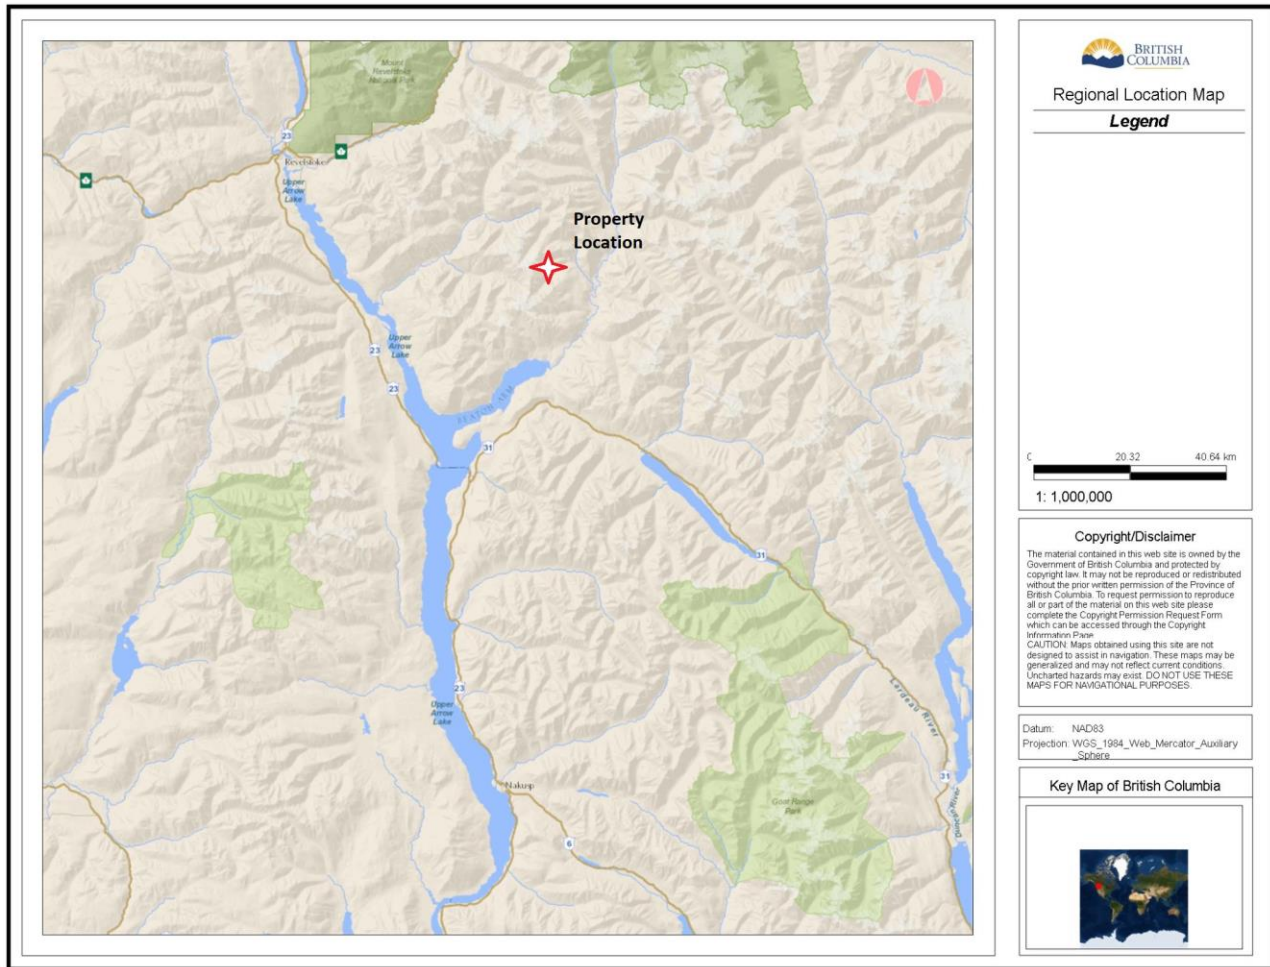 Mount
Revelstoke
National Park
23
Revelstoke
Upper
Arrow
Lake
Property
Location
Upper
Arrow
Lake
23
23
31
31
23
Upper
Arrow
Lake
Lardeau River
Nakusp
Goat Range
Park
31
Duncan River
6
BRITISH
COLUMBIA
Regional Location Map
Legend
20.32
40.64 km
1: 1,000,000
Copyright/Disclaimer
The material contained in this web site is owned by the
Government of British Columbia and protected by
copyright law. It may not be reproduced or redistributed
without the prior written permission of the Province of
British Columbia. To request permission to reproduce
all or part of the material on this web site please
complete the Copyright Permission Request Form
which can be accessed through the Copyright
Information Page
CAUTION: Maps obtained using this site are not
designed to assist in navigation. These maps may be
generalized and may not reflect current conditions.
Uncharted hazards may exist. DO NOT USE THESE
MAPS FOR NAVIGATIONAL PURPOSES.
Datum: NAD83
Projection: WGS_1984_Web_Mercator_Auxiliary
_Sphere
Key Map of British Columbia